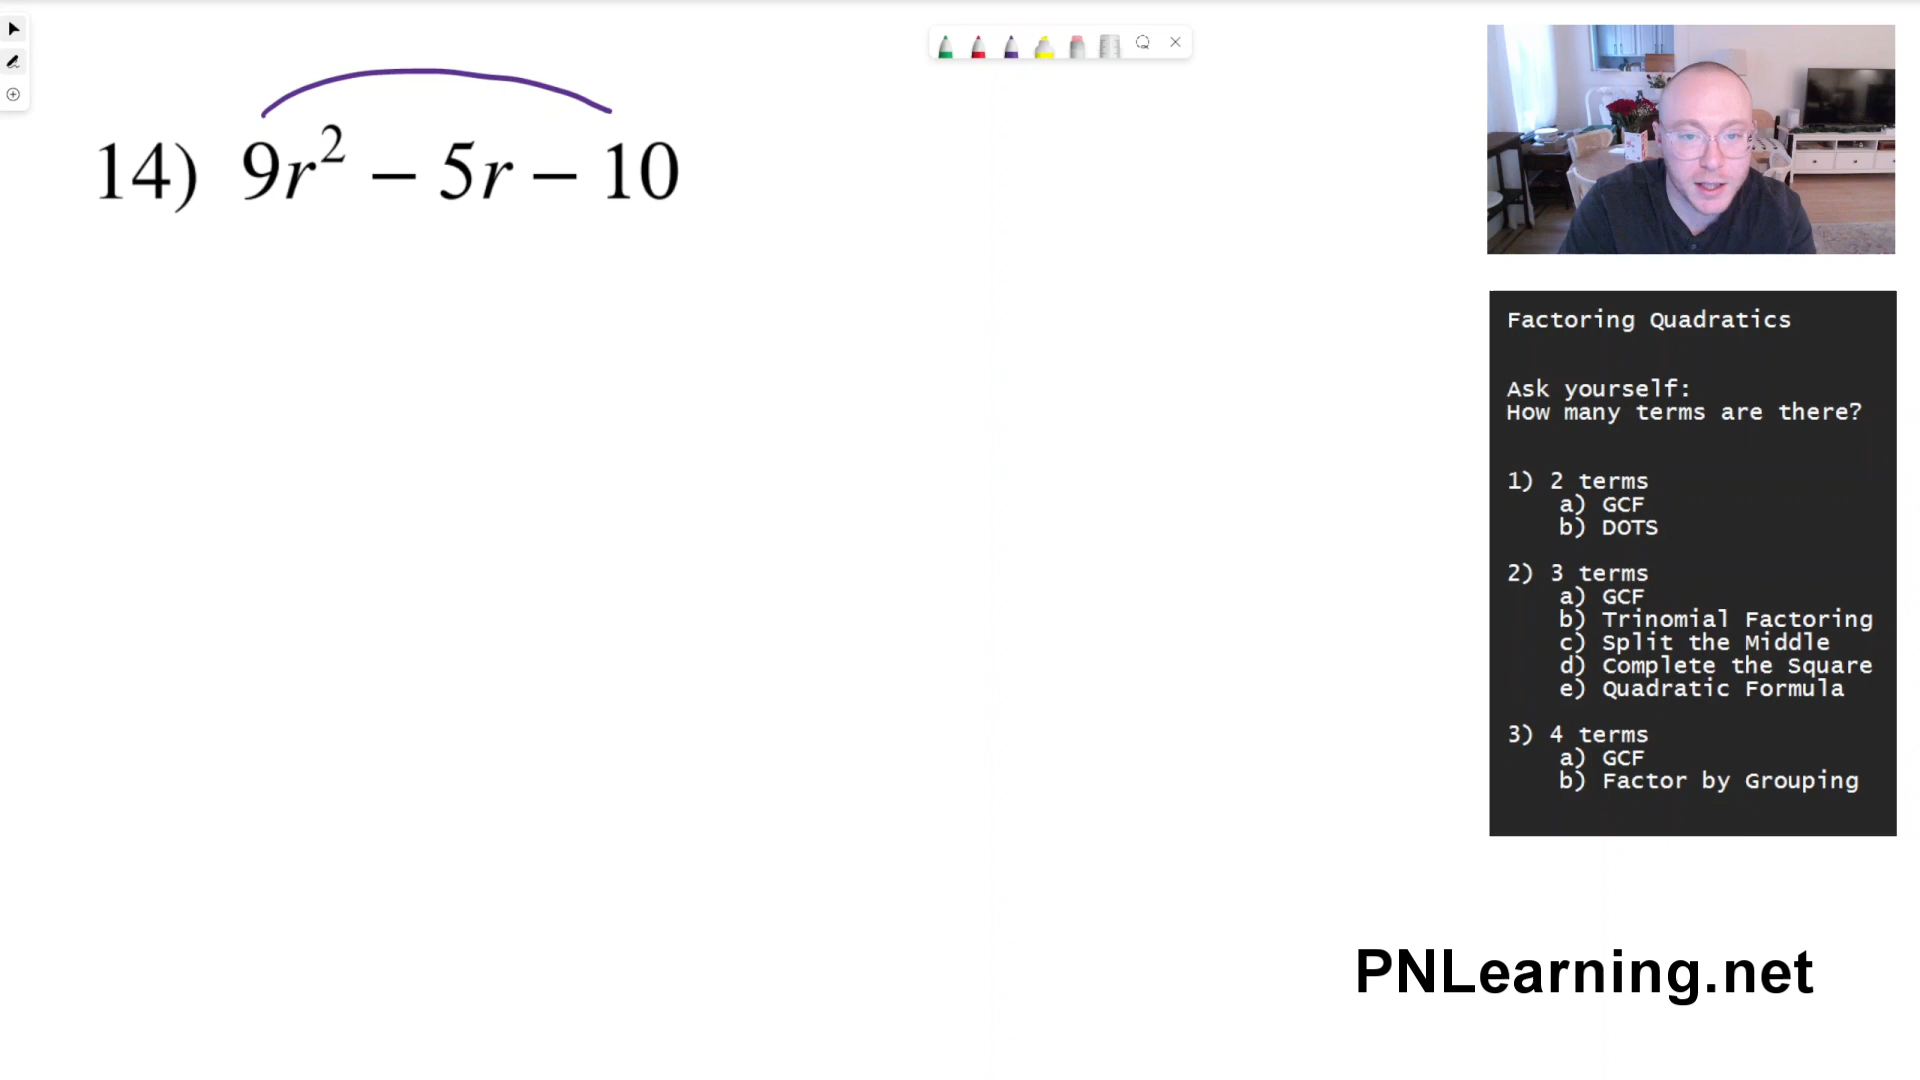 14) 9r² − 5r − 10
Factoring Quadratics
Ask yourself:
How many terms are there?
1) 2 terms
a) GCF
b) DOTS
2) 3 terms
a) GCF
b) Trinomial Factoring
c) Split the Middle
d) Complete the Square
e) Quadratic Formula
3) 4 terms
a) GCF
b) Factor by Grouping
PNLearning.net